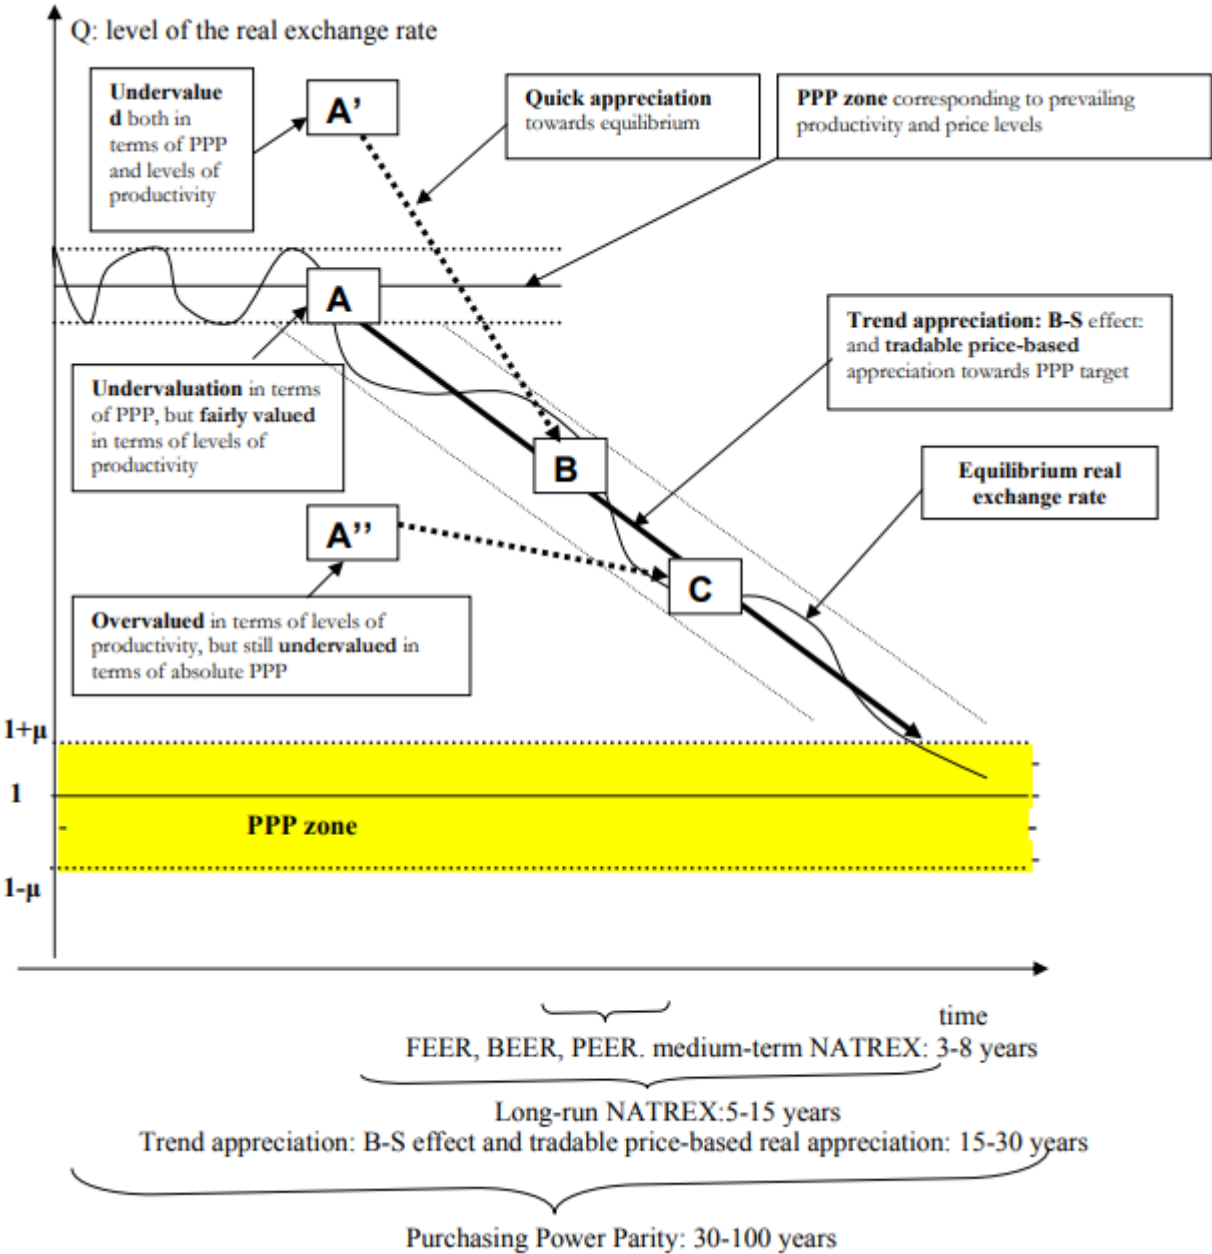 Q: level of the real exchange rate
Undervalue
d both in
terms of PPP
and levels of
productivity
A’
Quick appreciation
towards equilibrium
PPP zone corresponding to prevailing
productivity and price levels
A
Trend appreciation: B-S effect:
and tradable price-based
appreciation towards PPP target
Undervaluation in terms
of PPP, but fairly valued
in terms of levels of
productivity
B
Equilibrium real
exchange rate
A’’
C
Overvalued in terms of levels of
productivity, but still undervalued in
terms of absolute PPP
1+μ
1
PPP zone
1-μ
time
FEER, BEER, PEER. medium-term NATREX: 3-8 years
Long-run NATREX:5-15 years
Trend appreciation: B-S effect and tradable price-based real appreciation: 15-30 years
Purchasing Power Parity: 30-100 years